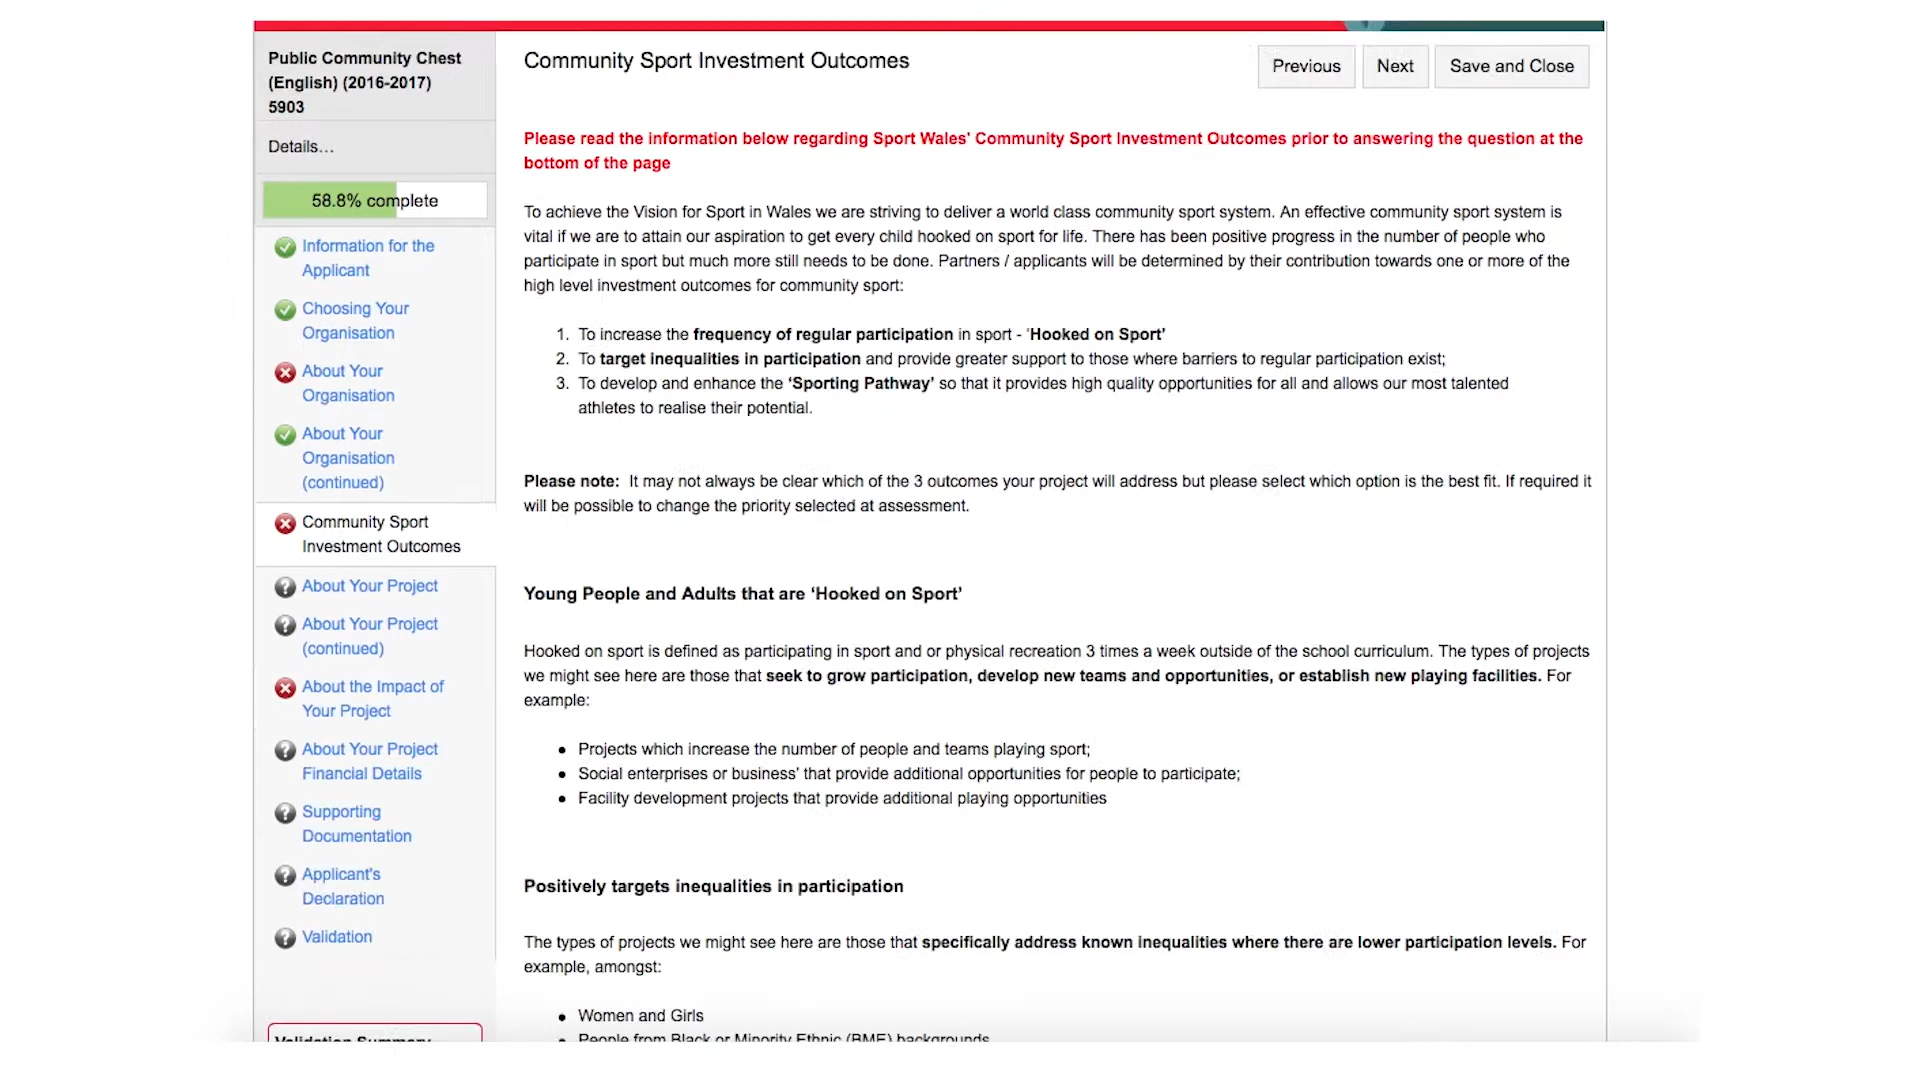 Public Community Chest
(English) (2016-2017)
5903
Details...
58.8% complete
Information for the
Applicant
Choosing Your
Organisation
About Your
Organisation
About Your
Organisation
(continued)
Community Sport
Investment Outcomes
About Your Project
About Your Project
(continued)
About the Impact of
Your Project
About Your Project
Financial Details
Supporting
Documentation
Applicant's
Declaration
Validation
Validation Summary
Community Sport Investment Outcomes
Previous
Next
Save and Close
Please read the information below regarding Sport Wales' Community Sport Investment Outcomes prior to answering the question at the
bottom of the page
To achieve the Vision for Sport in Wales we are striving to deliver a world class community sport system. An effective community sport system is
vital if we are to attain our aspiration to get every child hooked on sport for life. There has been positive progress in the number of people who
participate in sport but much more still needs to be done. Partners / applicants will be determined by their contribution towards one or more of the
high level investment outcomes for community sport:
1. To increase the frequency of regular participation in sport - 'Hooked on Sport'
2. To target inequalities in participation and provide greater support to those where barriers to regular participation exist;
3. To develop and enhance the ‘Sporting Pathway’ so that it provides high quality opportunities for all and allows our most talented
athletes to realise their potential.
Please note: It may not always be clear which of the 3 outcomes your project will address but please select which option is the best fit. If required it
will be possible to change the priority selected at assessment.
Young People and Adults that are ‘Hooked on Sport’
Hooked on sport is defined as participating in sport and or physical recreation 3 times a week outside of the school curriculum. The types of projects
we might see here are those that seek to grow participation, develop new teams and opportunities, or establish new playing facilities. For
example:
• Projects which increase the number of people and teams playing sport;
• Social enterprises or business' that provide additional opportunities for people to participate;
• Facility development projects that provide additional playing opportunities
Positively targets inequalities in participation
The types of projects we might see here are those that specifically address known inequalities where there are lower participation levels. For
example, amongst:
• Women and Girls
• People from Black or Minority Ethnic (BME) backgrounds